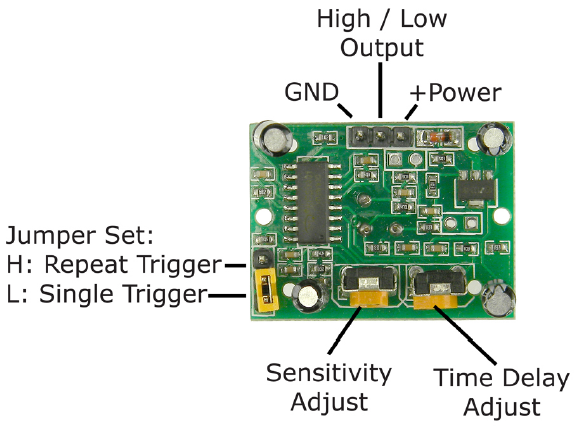 High / Low
Output
GND
+Power
Jumper Set:
H: Repeat Trigger
L: Single Trigger
Sensitivity
Adjust
Time Delay
Adjust